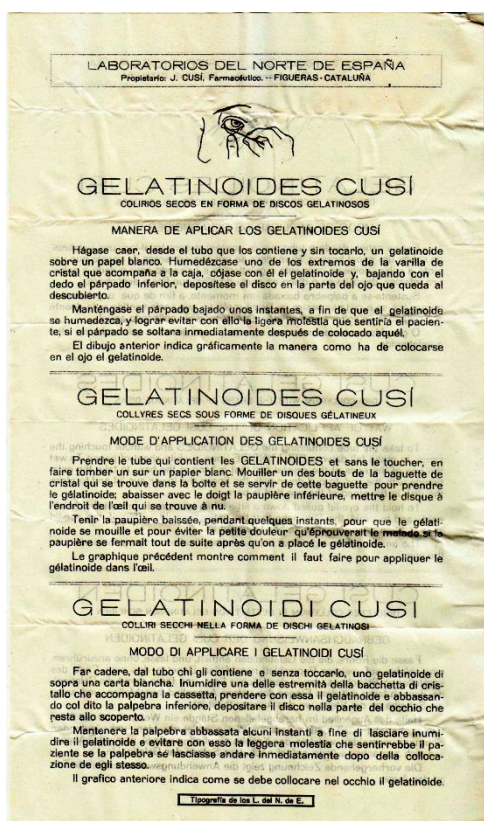 LABORATORIOS DEL NORTE DE ESPAÑA
Propietario: J. CUSÍ, Farmacéutico. -- FIGUERAS-CATALUÑA
GELATINOIDES CUSÍ
COLIRIOS SECOS EN FORMA DE DISCOS GELATINOSOS
MANERA DE APLICAR LOS GELATINOIDES CUSÍ
Hágase caer, desde el tubo que los contiene y sin tocarlo, un gelatinoide
sobre un papel blanco. Humedézcase uno de los extremos de la varilla de
cristal que acompaña a la caja, cójase con él el gelatinoide y, bajando con el
dedo el párpado inferior, deposítese el disco en la parte del ojo que queda al
descubierto.
Manténgase el párpado bajado unos instantes, a fin de que el gelatinoide
se humedezca, y lograr evitar con ello la ligera molestia que sentiría el pacien-
te, si el párpado se soltara inmediatamente después de colocado aquél.
El dibujo anterior indica gráficamente la manera como ha de colocarse
en el ojo el gelatinoide.
GELATINOIDES CUSÍ
COLLYRES SECS SOUS FORME DE DISQUES GÉLATINEUX
MODE D'APPLICATION DES GELATINOIDES CUSÍ
Prendre le tube qui contient les GELATINOIDES et sans le toucher, en
faire tomber un sur un papier blanc. Mouiller un des bouts de la baguette de
cristal qui se trouve dans la boîte et se servir de cette baguette pour prendre
le gélatinoide; abaisser avec le doigt la paupière inférieure, mettre le disque à
l'endroit de l'œil qui se trouve à nu.
Tenir la paupière baissée, pendant quelques instants, pour que le gélati-
noide se mouille et pour éviter la petite douleur qu'éprouverait le malade si la
paupière se fermait tout de suite après qu'on a placé le gélatinoide.
Le graphique précédent montre comment il faut faire pour appliquer le
gélatinoide dans l'œil.
GELATINOIDI CUSI
COLLIRI SECCHI NELLA FORMA DE DISCHI GELATINOSI
MODO DI APPLICARE I GELATINOIDI CUSÍ
Far cadere, dal tubo chi gli contiene e senza toccarlo, uno gelatinoide di
sopra una carta bianca. Inumidire una delle estremità della bacchetta di cris-
tallo che accompagna la cassetta, prendere con essa il gelatinoide e abbassan-
do col dito la palpebra inferiore, depositare il disco nella parte del occhio che
resta allo scoperto.
Mantenere la palpebra abbassata alcuni instanti a fine di lasciare inumi-
dire il gelatinoide e evitare con esso la leggera molestia che sentirrebbe il pa-
ziente se la palpebra se lasciasse andare inmediatamente dopo della colloca-
zione de egli stesso.
Il grafico anteriore indica come se debe collocare nel occhio il gelatinoide.
Tipografía de los L. del N. de E.